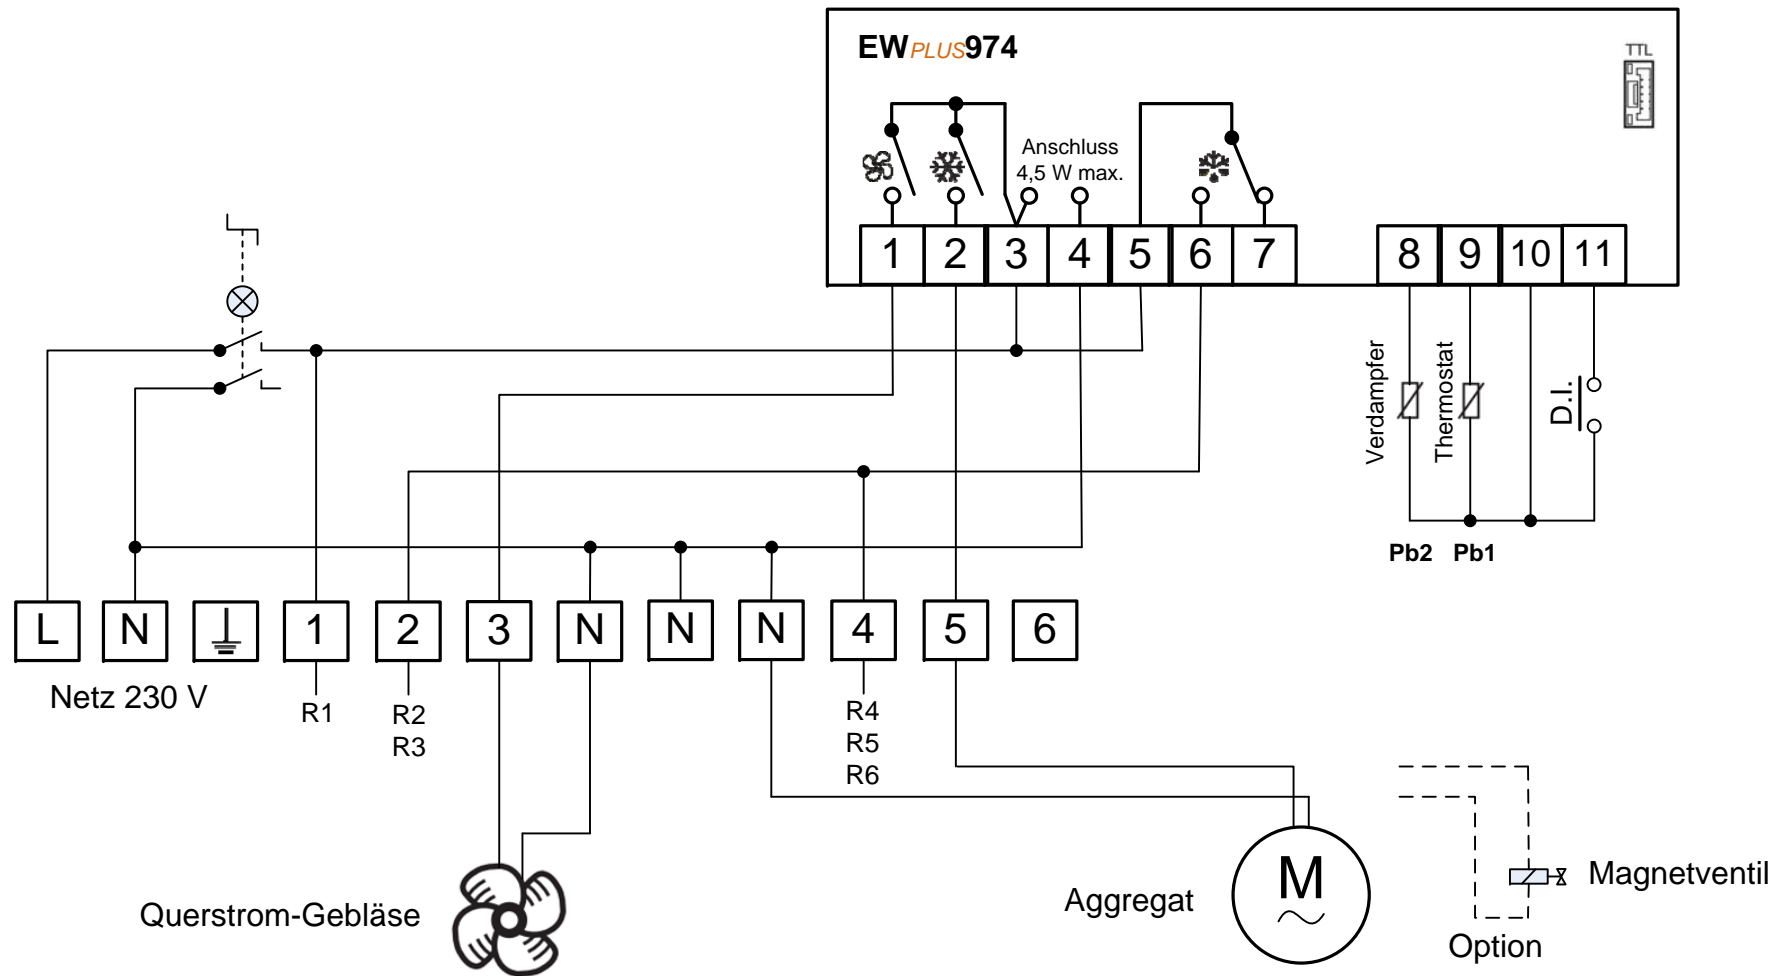 EWPLUS974
TTL
Anschluss
4,5 W max.
1 2 3 4 5 6 7 8 9 10 11
Verdampfer
Thermostat
D.I.
Pb2 Pb1
L N 1 2 3 N N N 4 5 6
Netz 230 V
R1
R2
R3
R4
R5
R6
Querstrom-Gebläse
Aggregat
M
Magnetventil
Option